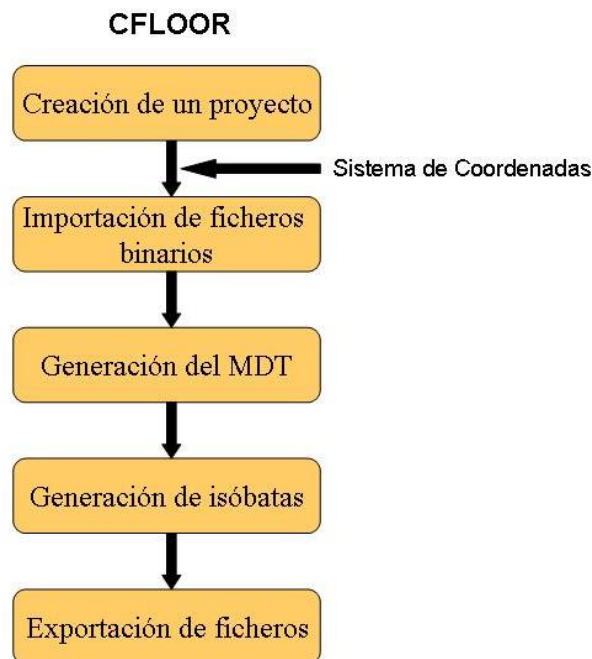 CFLOOR
Creación de un proyecto
Sistema de Coordenadas
Importación de ficheros
binarios
Generación del MDT
Generación de isóbatas
Exportación de ficheros